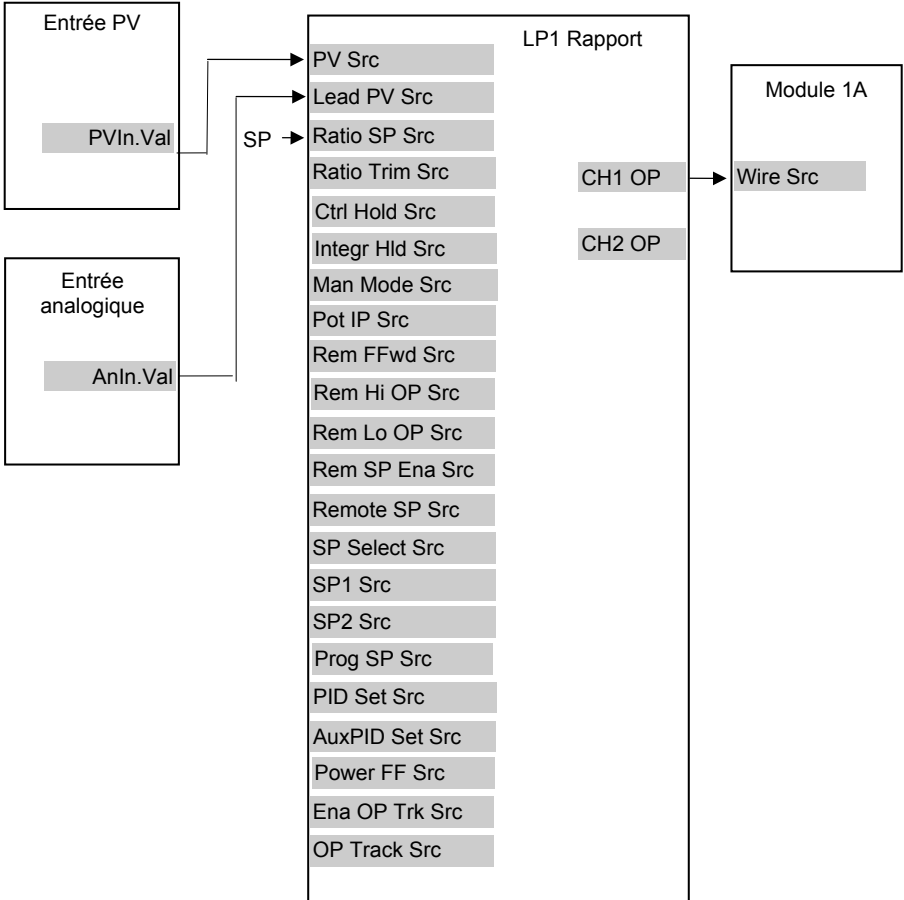 Entrée PV
PVIn.Val
Entrée
analogique
AnIn.Val
SP
LP1 Rapport
PV Src
Lead PV Src
Ratio SP Src
Ratio Trim Src
Ctrl Hold Src
Integr Hld Src
Man Mode Src
Pot IP Src
Rem FFwd Src
Rem Hi OP Src
Rem Lo OP Src
Rem SP Ena Src
Remote SP Src
SP Select Src
SP1 Src
SP2 Src
Prog SP Src
PID Set Src
AuxPID Set Src
Power FF Src
Ena OP Trk Src
OP Track Src
CH1 OP
CH2 OP
Module 1A
Wire Src